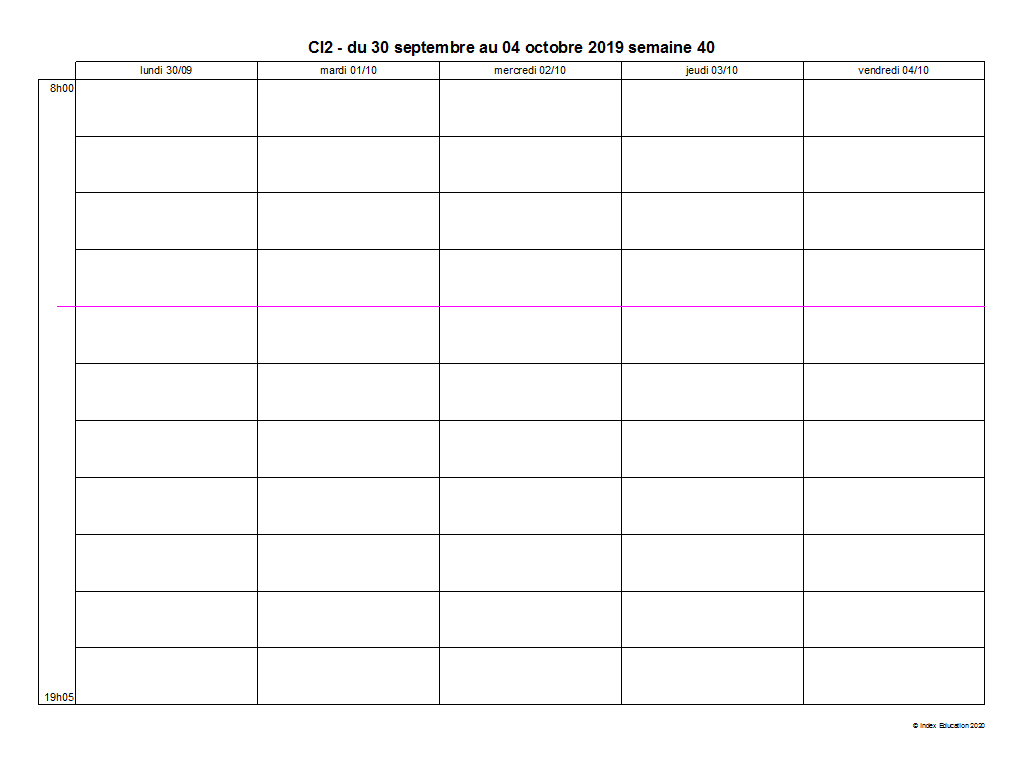 CI2 - du 30 septembre au 04 octobre 2019 semaine 40
lundi 30/09 mardi 01/10 mercredi 02/10 jeudi 03/10 vendredi 04/10
8h00
19h05
© Index Education 2020